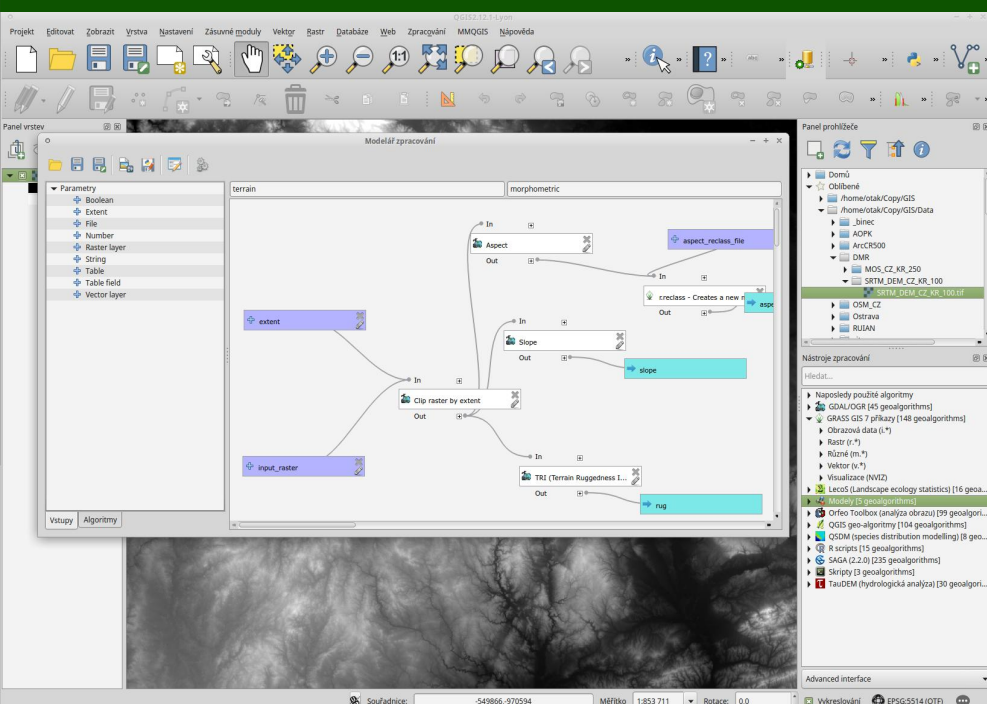 QGIS2.12.1-Lyon
Projekt Editovat Zobrazit Vrstva Nastavení Zásuvné moduly Vektor Rastr Databáze Web Zpracování MMQGIS Nápověda
1:1
abc
Panel vrstev
Modelář zpracování
Parametry
Boolean
Extent
File
Number
Raster layer
String
Table
Table field
Vector layer
Vstupy Algoritmy
terrain
morphometric
In
Aspect
Out
aspect_reclass_file
In
r.reclass - Creates a new
Out
aspe
extent
In
Slope
Out
slope
In
Clip raster by extent
Out
input_raster
In
TRI (Terrain Ruggedness I...
Out
rug
Panel prohlížeče
Domů
Oblíbené
/home/otak/Copy/GIS
/home/otak/Copy/GIS/Data
_binec
AOPK
ArcCR500
DMR
MOS_CZ_KR_250
SRTM_DEM_CZ_KR_100
SRTM_DEM_CZ_KR_100.tif
OSM_CZ
Ostrava
RUIAN
Nástroje zpracování
Hledat...
Naposledy použité algoritmy
GDAL/OGR [45 geoalgorithms]
GRASS GIS 7 příkazy [148 geoalgorithms]
Obrazová data (i.*)
Rastr (r.*)
Různé (m.*)
Vektor (v.*)
Visualizace (NVIZ)
LecoS (Landscape ecology statistics) [16 geoa...
Modely [5 geoalgorithms]
Orfeo Toolbox (analýza obrazu) [99 geoalgori...
QGIS geo-algoritmy [104 geoalgorithms]
QSDM (species distribution modelling) [8 geo...
R scripts [15 geoalgorithms]
SAGA (2.2.0) [235 geoalgorithms]
Skripty [3 geoalgorithms]
TauDEM (hydrologická analýza) [30 geoalgori...
Advanced interface
Souřadnice: -549866,-970594 Měřítko 1:853 711 Rotace: 0.0 Vykreslování EPSG:5514 (OTF)